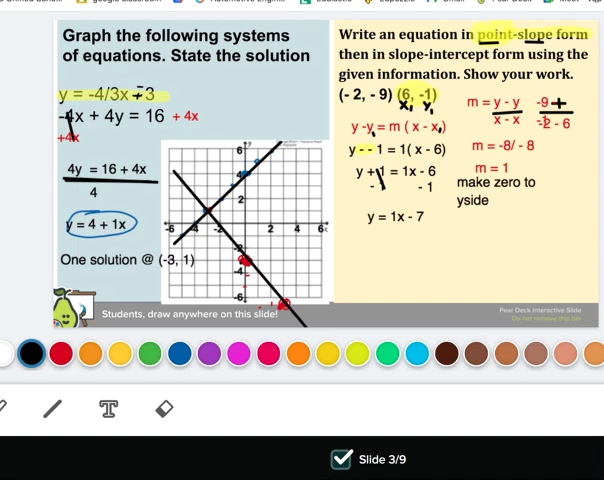 Graph the following systems
of equations. State the solution
y = -4/3x - 3
-4x + 4y = 16 + 4x
+4x
4y = 16 + 4x
4
y = 4 + 1x
One solution @ (-3, 1)
6
4
2
-6 -4 -2 2 4 6
-2
-4
-6
Students, draw anywhere on this slide!
Write an equation in point-slope form
then in slope-intercept form using the
given information. Show your work.
(- 2, - 9) (6, -1)
x₁ y₁
m = y - y -9 +
x - x -2 - 6
y - y₁ = m ( x - x₁)
y - - 1 = 1( x - 6) m = -8/ - 8
y + 1 = 1x - 6 m = 1
- 1 - 1 make zero to
yside
y = 1x - 7
Pear Deck Interactive Slide
Do not remove this bar
Slide 3/9